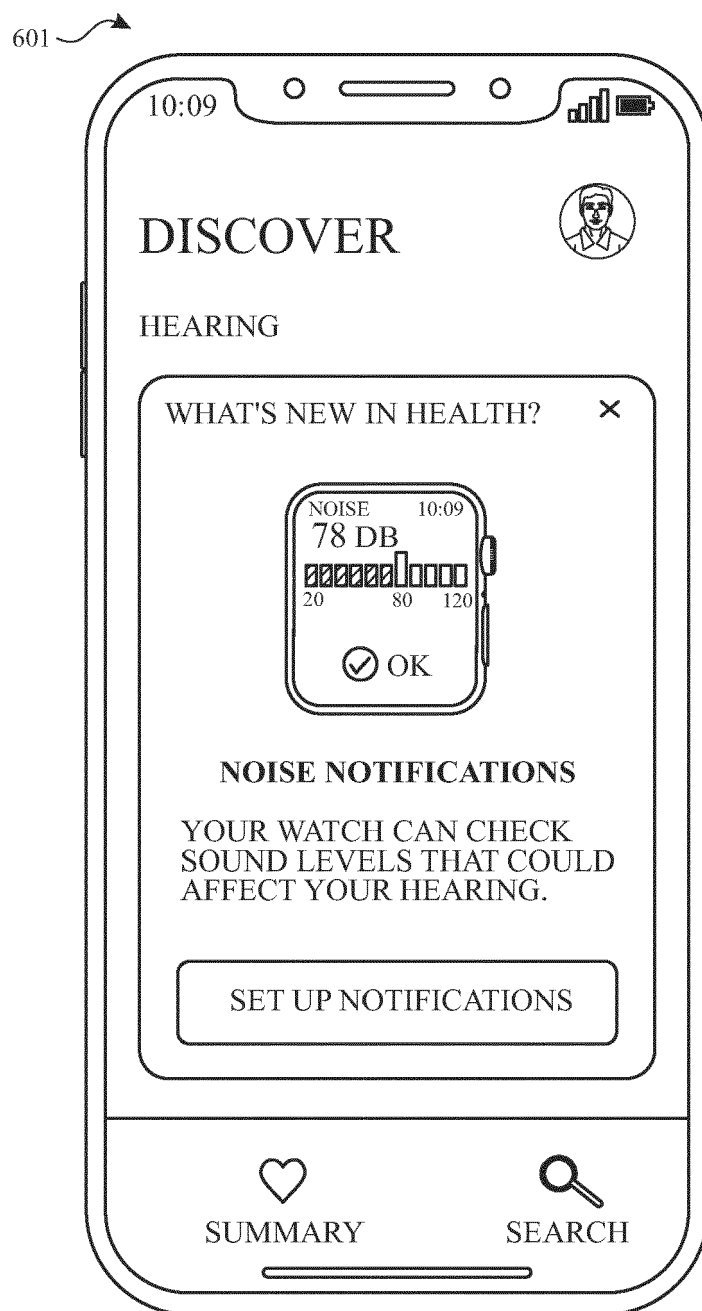 601
10:09
DISCOVER
HEARING
WHAT'S NEW IN HEALTH?
NOISE 10:09
78 DB
20 80 120
OK
NOISE NOTIFICATIONS
YOUR WATCH CAN CHECK
SOUND LEVELS THAT COULD
AFFECT YOUR HEARING.
SET UP NOTIFICATIONS
SUMMARY SEARCH